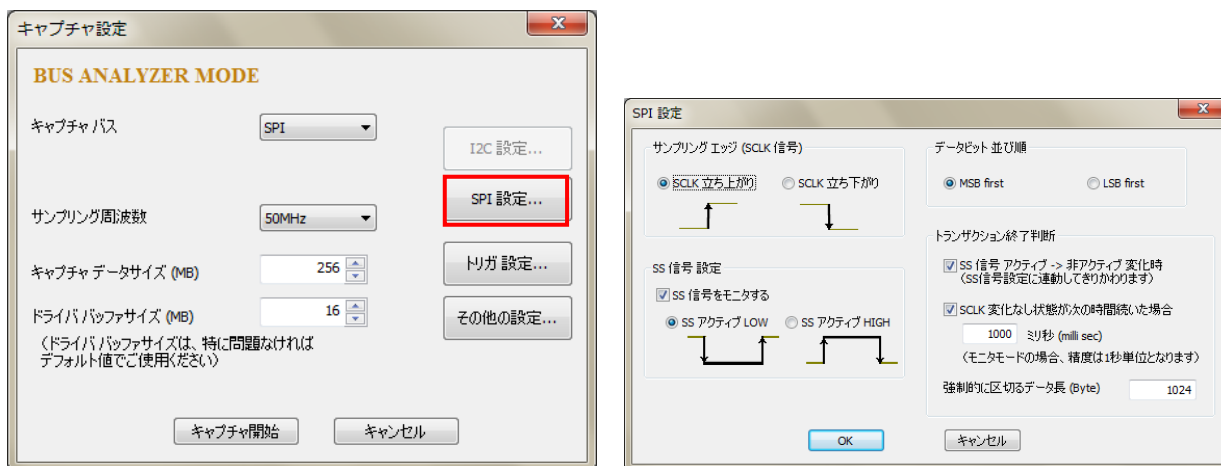 キャプチャ設定
BUS ANALYZER MODE
キャプチャ バス
SPI
I2C 設定...
SPI 設定...
サンプリング周波数
50MHz
キャプチャ データサイズ (MB)
256
トリガ 設定...
ドライバ バッファサイズ (MB)
16
その他の設定...
(ドライバ バッファサイズは、特に問題なければ
デフォルト値でご使用ください)
キャプチャ開始
キャンセル
SPI 設定
サンプリング エッジ (SCLK 信号)
SCLK 立ち上がり
SCLK 立ち下がり
SS 信号 設定
SS 信号をモニタする
SS アクティブ LOW
SS アクティブ HIGH
データビット 並び順
MSB first
LSB first
トランザクション終了判断
SS 信号 アクティブ -> 非アクティブ 変化時
(SS信号設定に連動してきりかわります)
SCLK 変化なし状態が次の時間続いた場合
1000 ミリ秒 (milli sec)
(モニタモードの場合、精度は1秒単位となります)
強制的に区切るデータ長 (Byte) 1024
OK
キャンセル